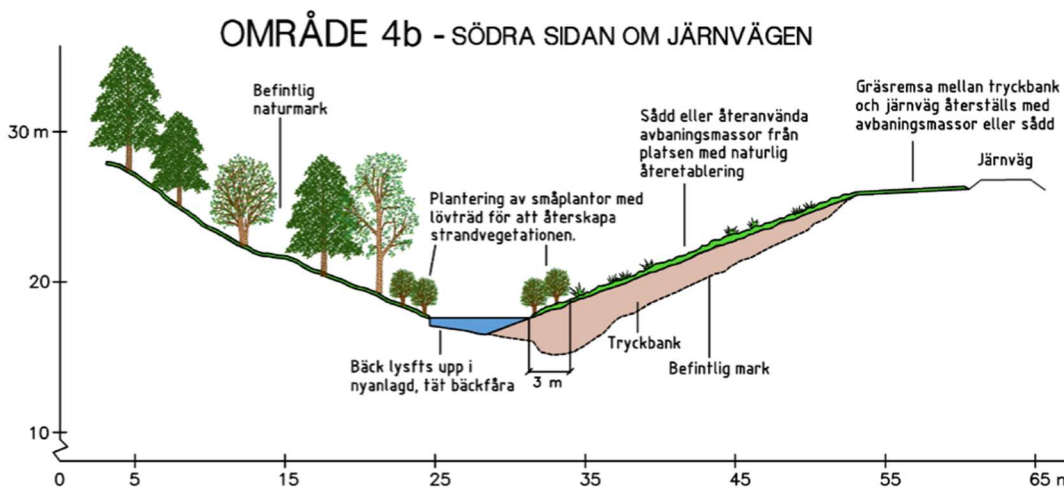 OMRÅDE 4b - SÖDRA SIDAN OM JÄRNVÄGEN
Befintlig
naturmark
30 m
Gräsremsa mellan tryckbank
och järnväg återställs med
avbaningsmassor eller sådd
Sådd eller återanvända
avbaningsmassor från
platsen med naturlig
återetablering
Järnväg
Plantering av småplantor med
lövträd för att återskapa
strandvegetationen.
20
Tryckbank
Bäck lysfts upp i
nyanlagd, tät bäckfåra
3 m
Befintlig mark
10
0 5 15 25 35 45 55 65 m